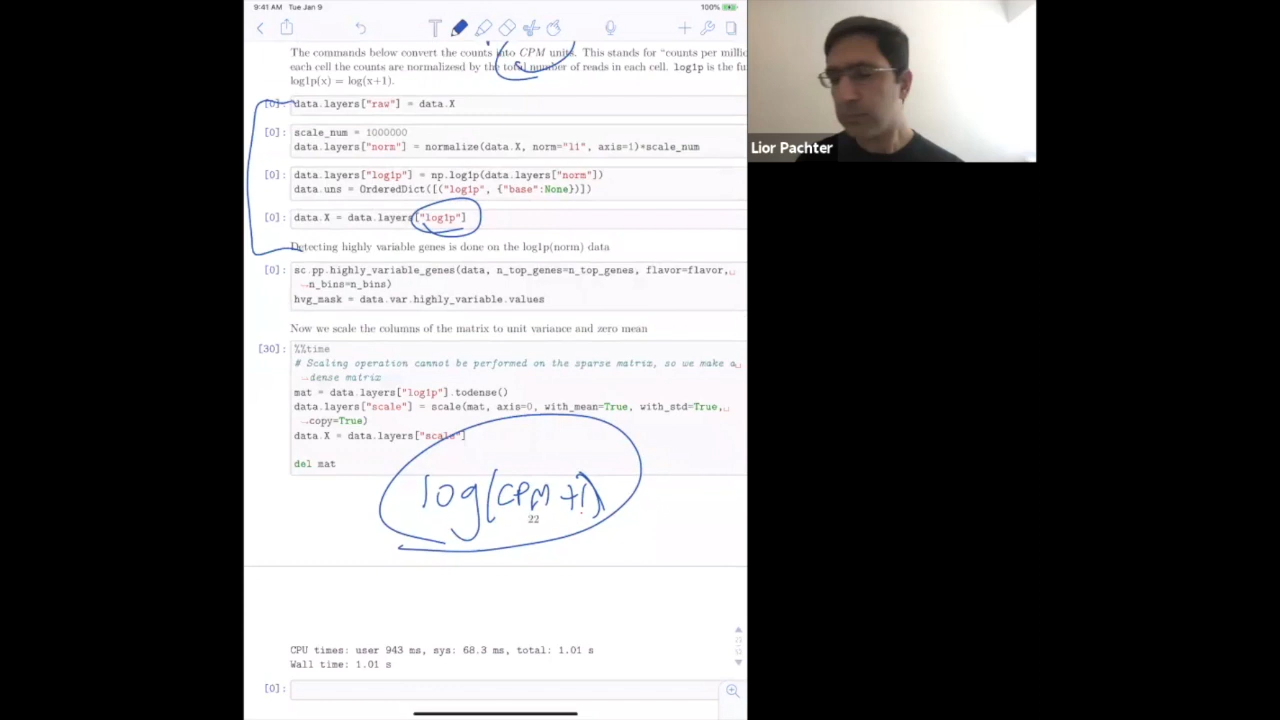 9:41 AM Tue Jan 9
100%
The commands below convert the counts into CPM units. This stands for “counts per millio
each cell the counts are normalizesd by the total number of reads in each cell. log1p is the fu
log1p(x) = log(x+1).
[0]: data.layers["raw"] = data.X
[0]: scale_num = 1000000
data.layers["norm"] = normalize(data.X, norm="l1", axis=1)*scale_num
[0]: data.layers["log1p"] = np.log1p(data.layers["norm"])
data.uns = OrderedDict([("log1p", {"base":None})])
[0]: data.X = data.layers["log1p"]
Detecting highly variable genes is done on the log1p(norm) data
[0]: sc.pp.highly_variable_genes(data, n_top_genes=n_top_genes, flavor=flavor,
n_bins=n_bins)
hvg_mask = data.var.highly_variable.values
Now we scale the columns of the matrix to unit variance and zero mean
[30]: %%time
# Scaling operation cannot be performed on the sparse matrix, so we make a
dense matrix
mat = data.layers["log1p"].todense()
data.layers["scale"] = scale(mat, axis=0, with_mean=True, with_std=True,
copy=True)
data.X = data.layers["scale"]
del mat
log(CPM+1)
22
CPU times: user 943 ms, sys: 68.3 ms, total: 1.01 s
Wall time: 1.01 s
[0]:
Lior Pachter